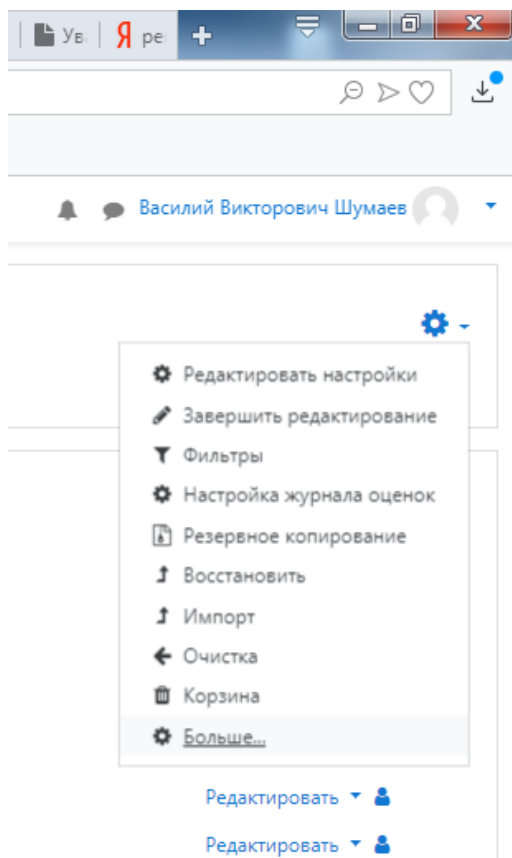 Ув
Я ре
Василий Викторович Шумаев
Редактировать настройки
Завершить редактирование
Фильтры
Настройка журнала оценок
Резервное копирование
Восстановить
Импорт
Очистка
Корзина
Больше...
Редактировать
Редактировать